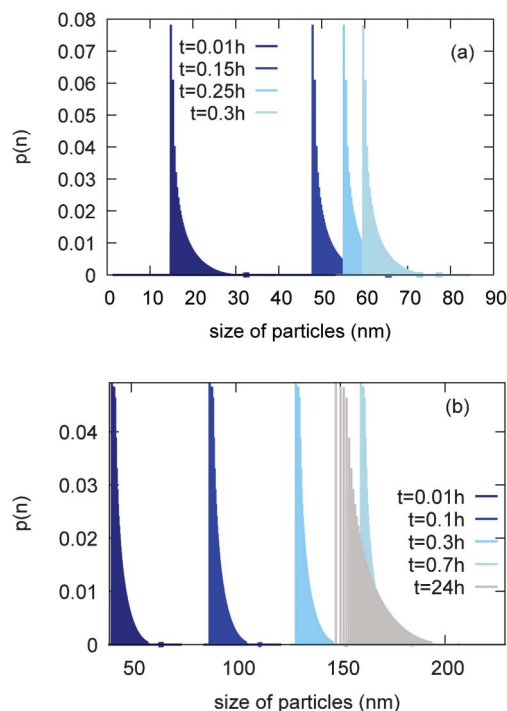 0.08
0.07
0.06
0.05
0.04
0.03
0.02
0.01
0
p(n)
t=0.01h
t=0.15h
t=0.25h
t=0.3h
(a)
0 10 20 30 40 50 60 70 80 90
size of particles (nm)
0.04
0.03
0.02
0.01
0
p(n)
(b)
t=0.01h
t=0.1h
t=0.3h
t=0.7h
t=24h
50 100 150 200
size of particles (nm)